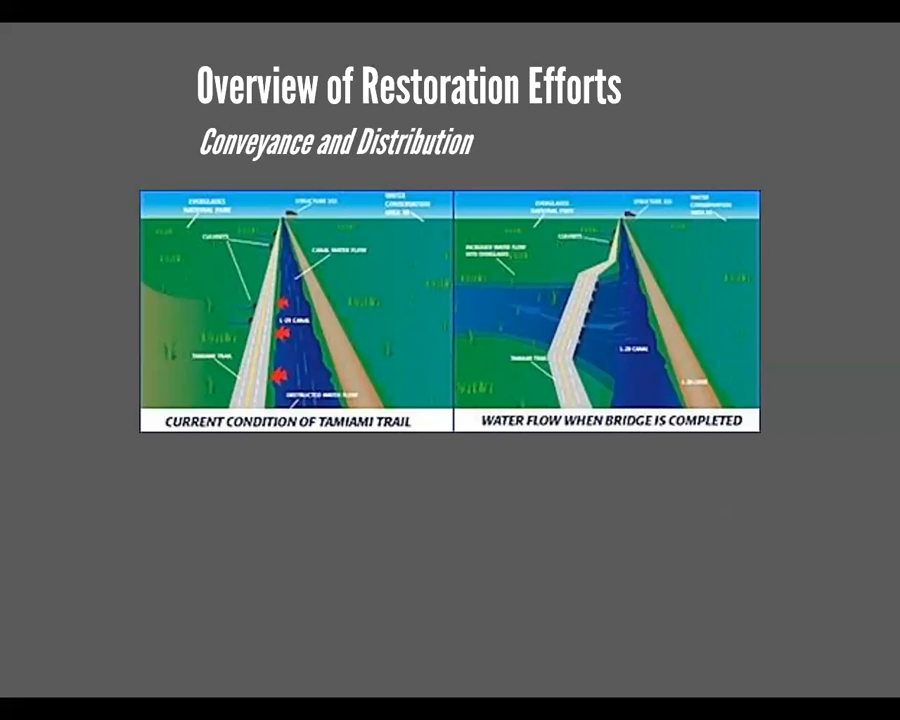 Overview of Restoration Efforts
Conveyance and Distribution
EVERGLADES
NATIONAL PARK
STRUCTURE 333
WATER
CONSERVATION
AREA 3B
CULVERTS
CANAL WATER FLOW
L-29 CANAL
TAMIAMI TRAIL
OBSTRUCTED WATER FLOW
CURRENT CONDITION OF TAMIAMI TRAIL
EVERGLADES
NATIONAL PARK
STRUCTURE 333
WATER
CONSERVATION
AREA 3B
CULVERTS
INCREASED WATER FLOW
INTO EVERGLADES
L-29 CANAL
TAMIAMI TRAIL
L-29 LEVEE
WATER FLOW WHEN BRIDGE IS COMPLETED